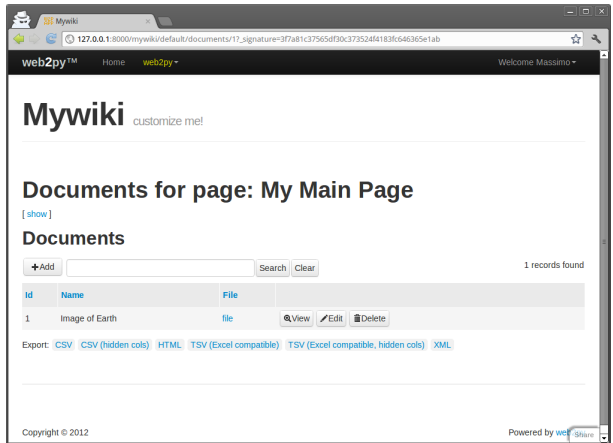 Mywiki
127.0.0.1:8000/mywiki/default/documents/1?_signature=3f7a81c37565df30c373524f4183fc646365e1ab
web2py™ Home web2py Welcome Massimo
Mywiki customize me!
Documents for page: My Main Page
[ show ]
Documents
+Add Search Clear 1 records found
Id Name File
1 Image of Earth file View Edit Delete
Export: CSV CSV (hidden cols) HTML TSV (Excel compatible) TSV (Excel compatible, hidden cols) XML
Copyright © 2012 Powered by
Share